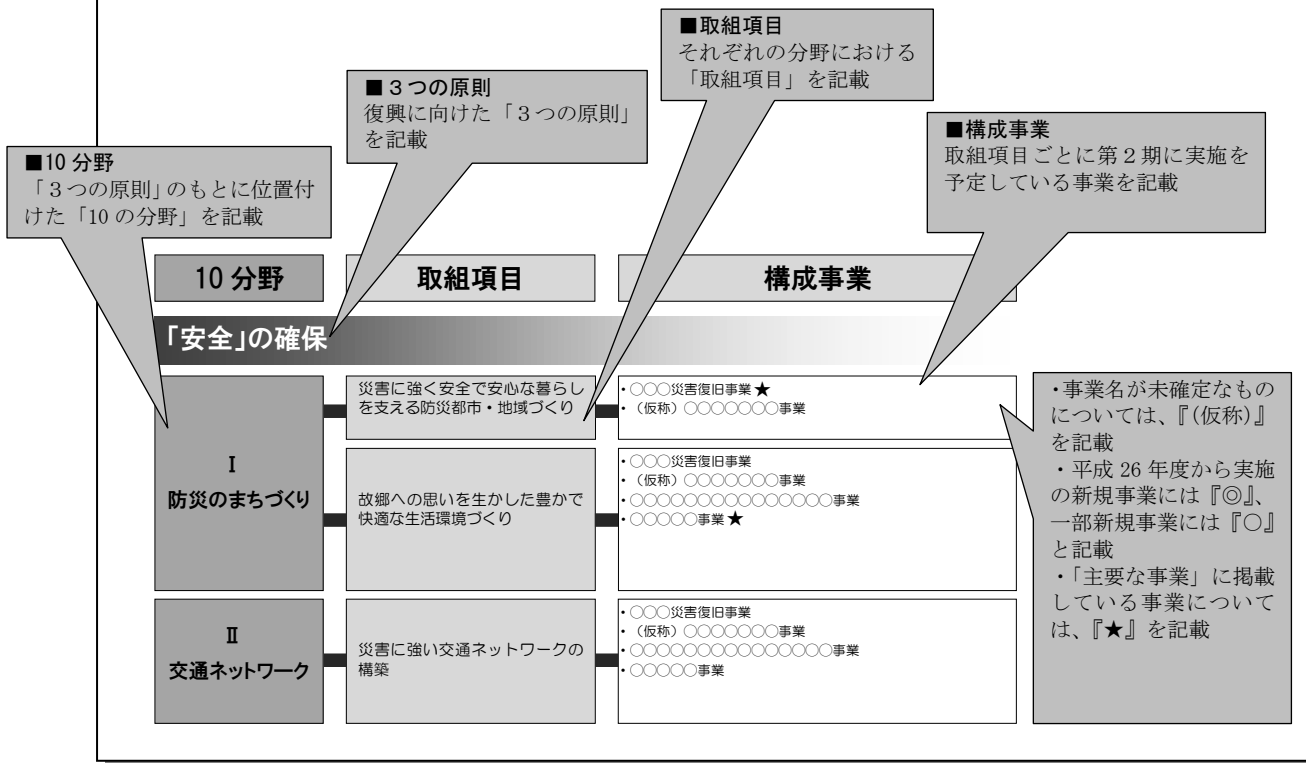 ■取組項目
それぞれの分野における
「取組項目」を記載
■３つの原則
復興に向けた「３つの原則」
を記載
■構成事業
取組項目ごとに第２期に実施を
予定している事業を記載
■10 分野
「３つの原則」のもとに位置付
けた「10 の分野」を記載
10 分野
取組項目
構成事業
「安全」の確保
Ⅰ
防災のまちづくり
災害に強く安全で安心な暮らし
を支える防災都市・地域づくり
・○○○災害復旧事業★
・（仮称）○○○○○○○事業
故郷への思いを生かした豊かで
快適な生活環境づくり
・○○○災害復旧事業
・（仮称）○○○○○○○事業
・○○○○○○○○○○○○○○○事業
・○○○○○事業★
Ⅱ
交通ネットワーク
災害に強い交通ネットワークの
構築
・○○○災害復旧事業
・（仮称）○○○○○○○事業
・○○○○○○○○○○○○○○○事業
・○○○○○事業
・事業名が未確定なもの
については、『(仮称)』
を記載
・平成 26 年度から実施
の新規事業には『◎』、
一部新規事業には『○』
と記載
・「主要な事業」に掲載
している事業について
は、『★』を記載